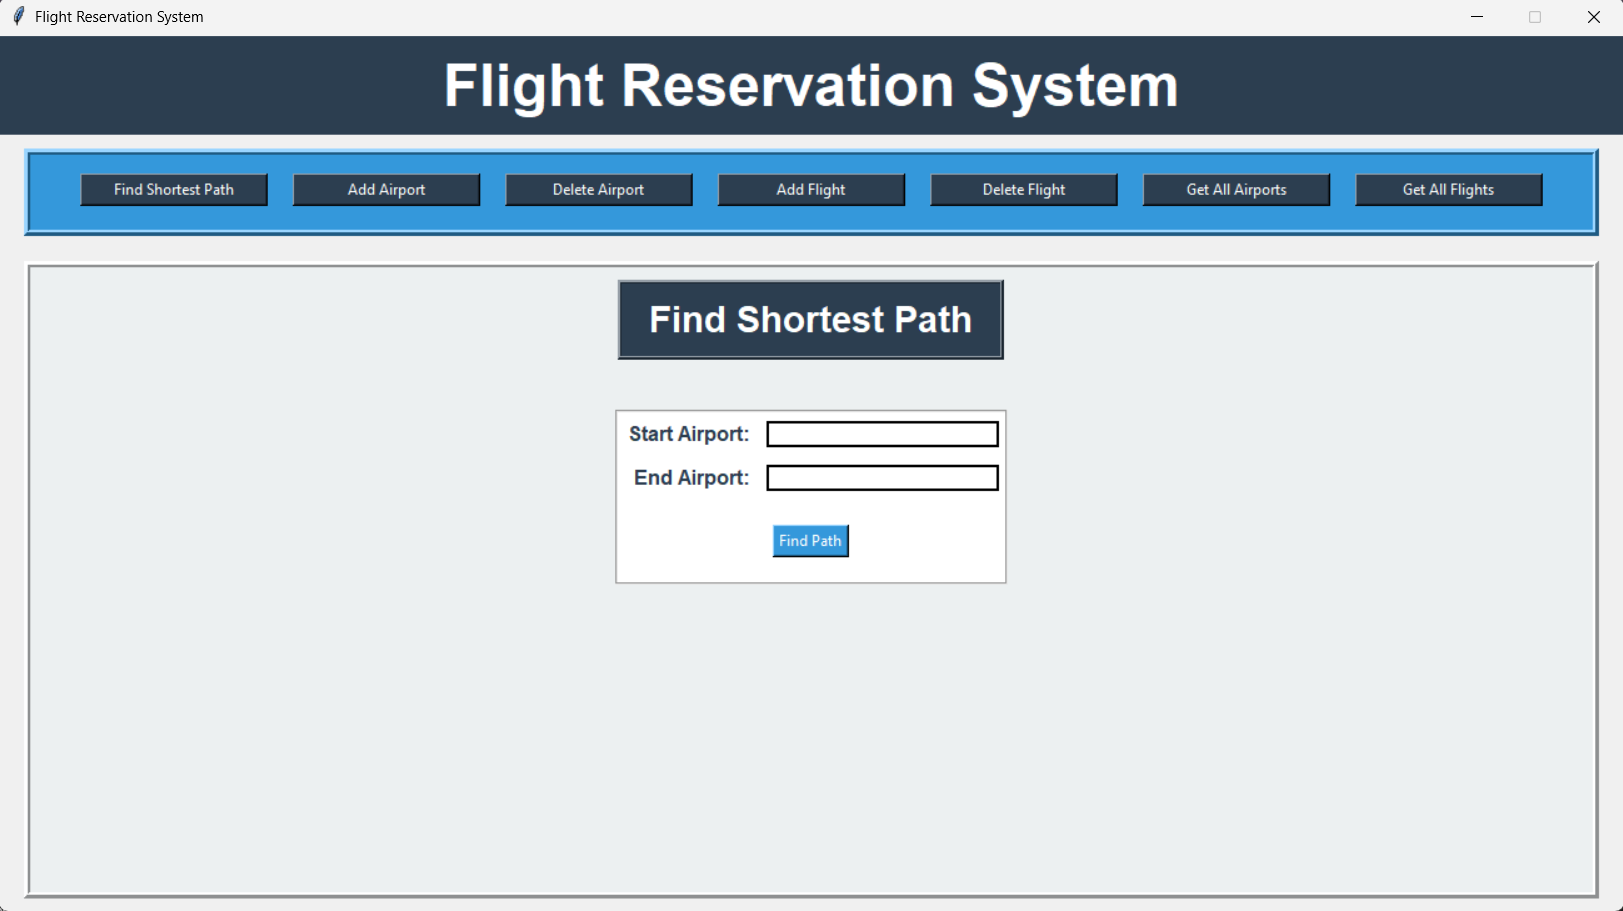 Flight Reservation System
Flight Reservation System
Find Shortest Path Add Airport Delete Airport Add Flight Delete Flight Get All Airports Get All Flights
Find Shortest Path
Start Airport:
End Airport:
Find Path